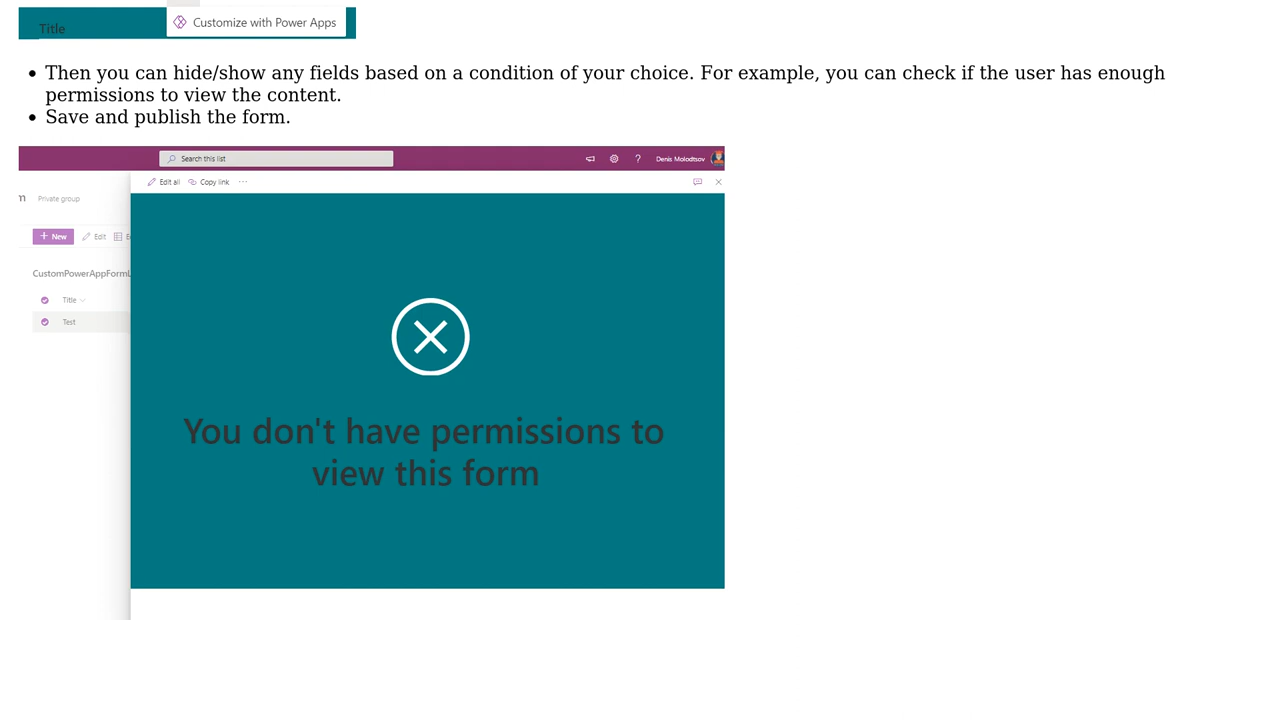 Title
Customize with Power Apps
Then you can hide/show any fields based on a condition of your choice. For example, you can check if the user has enough
permissions to view the content.
Save and publish the form.
Search this list
? Denis Molodtsov
Edit all Copy link ···
n Private group
+ New Edit E
CustomPowerAppFormL
Title
Test
You don't have permissions to
view this form